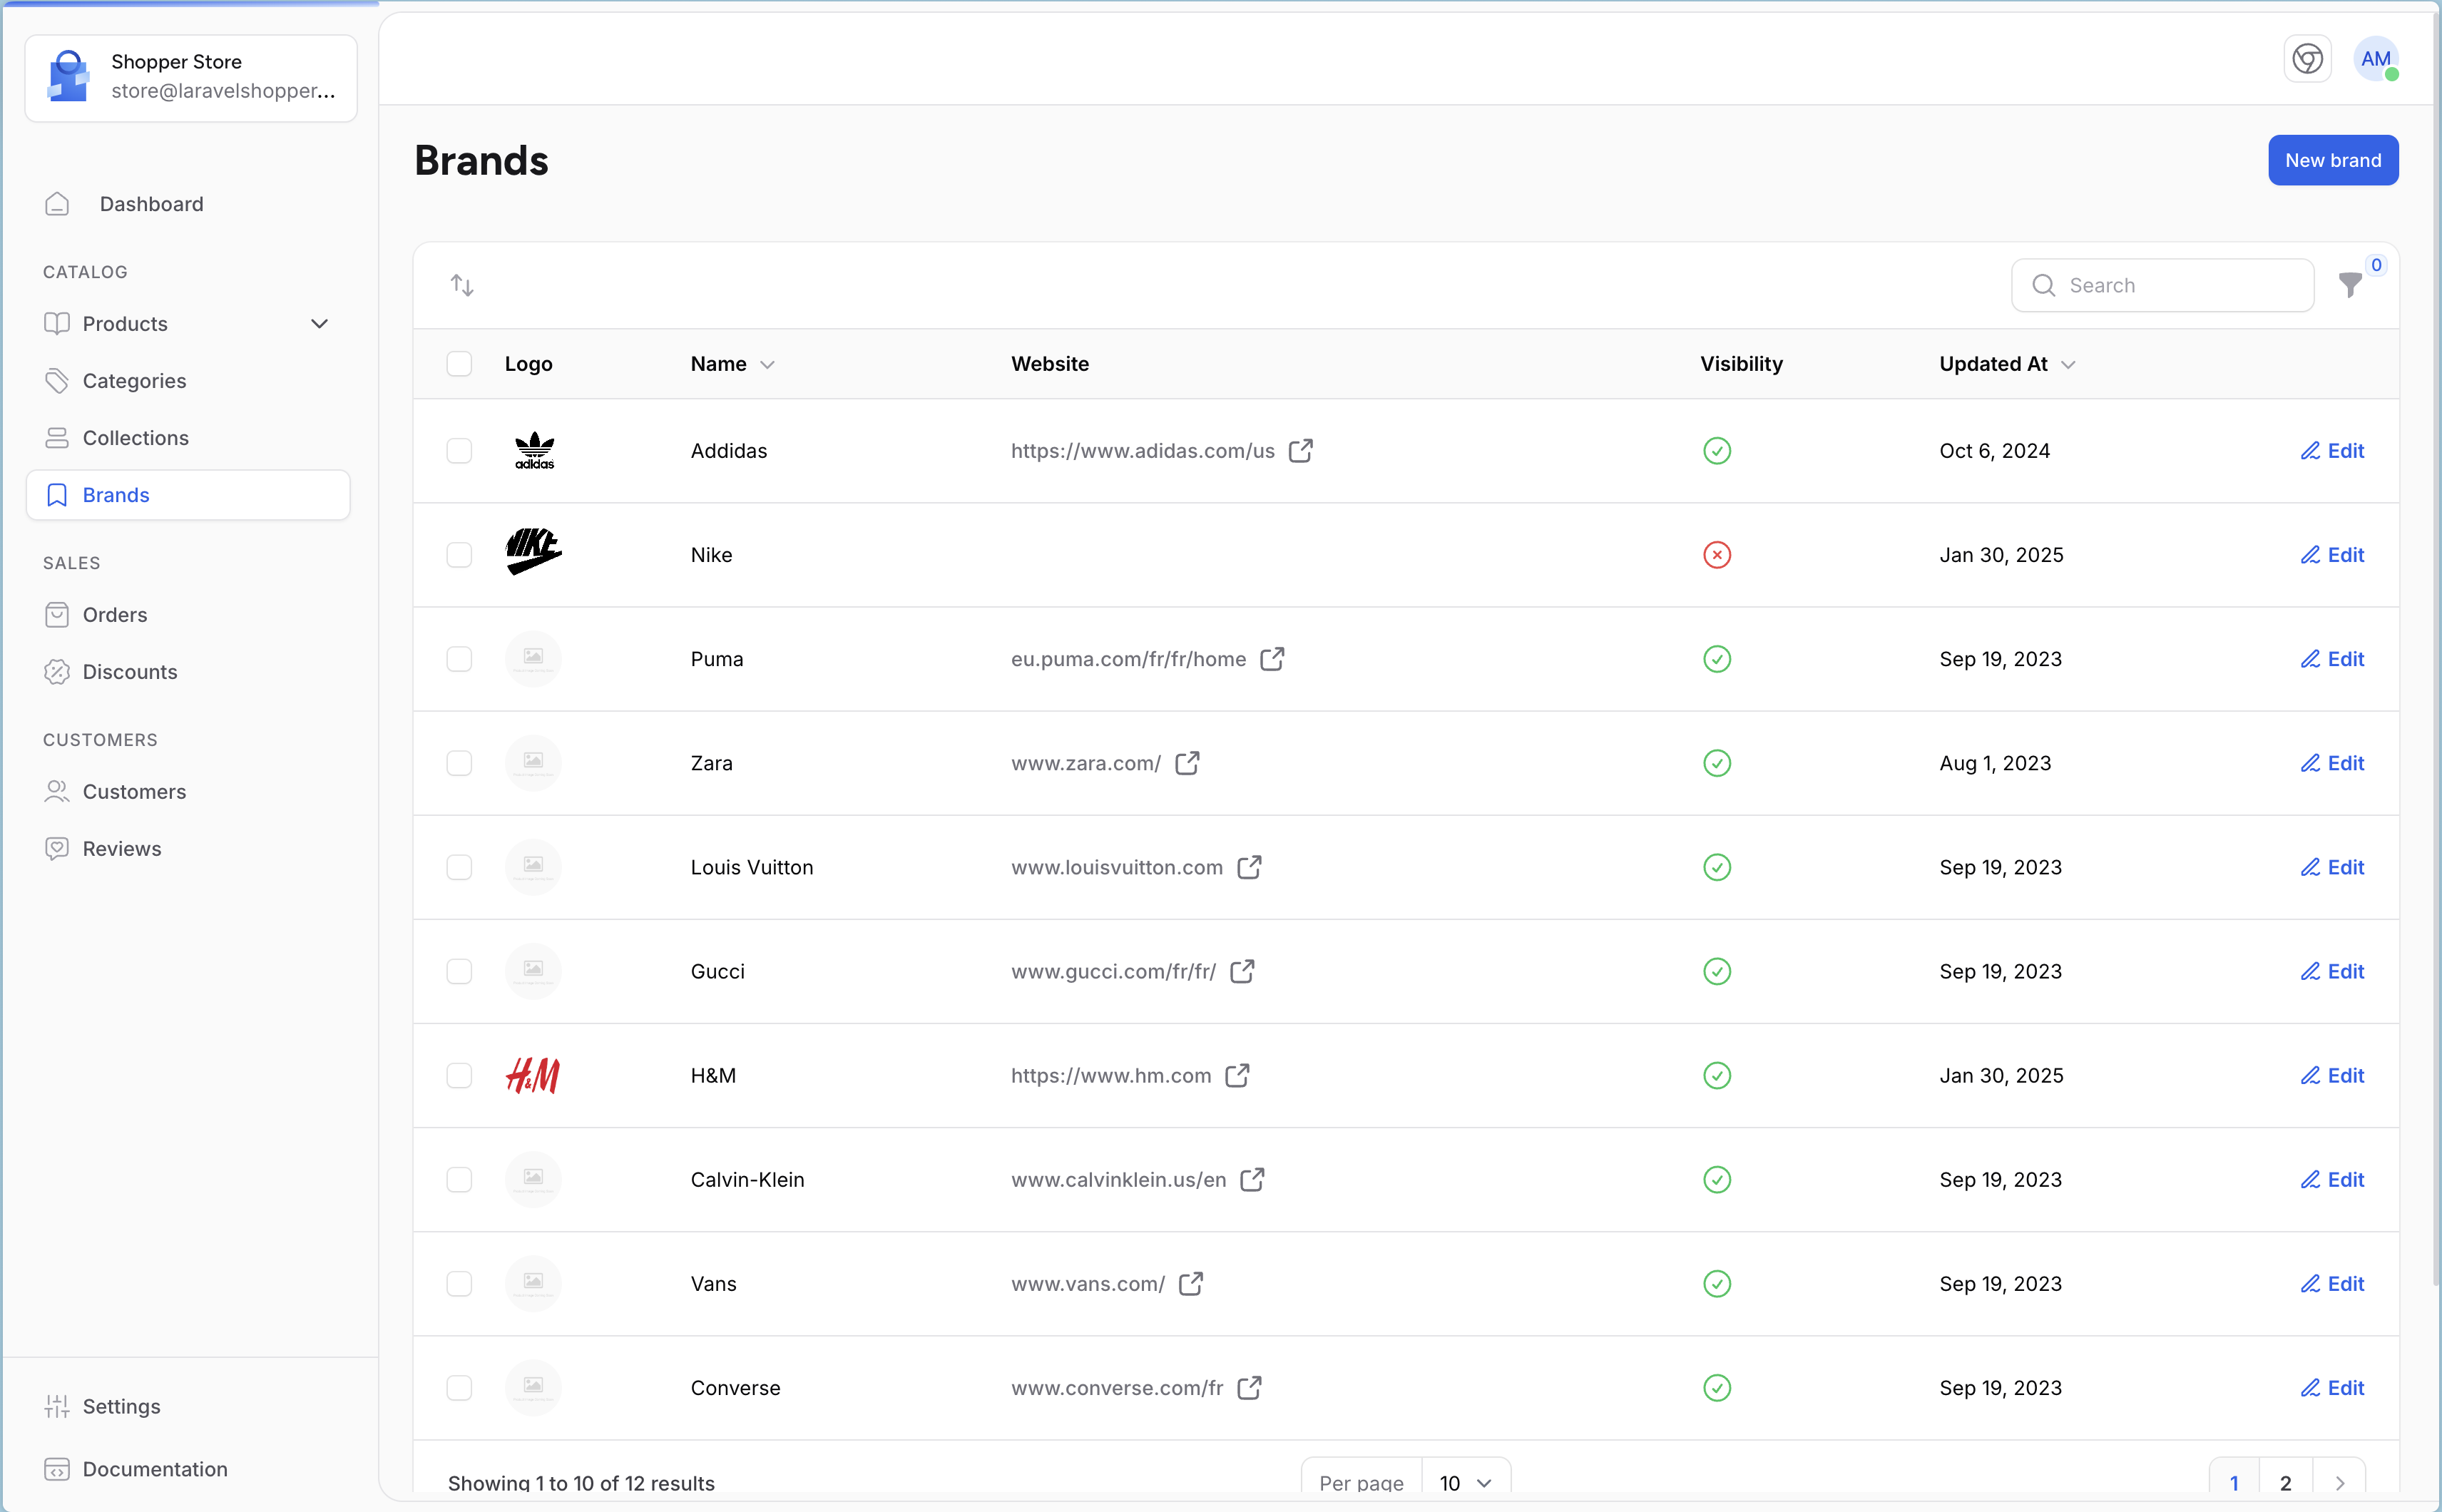 Shopper Store
store@laravelshopper...
AM
Dashboard
CATALOG
Products
Categories
Collections
Brands
SALES
Orders
Discounts
CUSTOMERS
Customers
Reviews
Settings
Documentation
Brands
New brand
Search
0
Logo Name Website Visibility Updated At
adidas Addidas https://www.adidas.com/us Oct 6, 2024 Edit
NIKE Nike Jan 30, 2025 Edit
Puma eu.puma.com/fr/fr/home Sep 19, 2023 Edit
Zara www.zara.com/ Aug 1, 2023 Edit
Louis Vuitton www.louisvuitton.com Sep 19, 2023 Edit
Gucci www.gucci.com/fr/fr/ Sep 19, 2023 Edit
H&M H&M https://www.hm.com Jan 30, 2025 Edit
Calvin-Klein www.calvinklein.us/en Sep 19, 2023 Edit
Vans www.vans.com/ Sep 19, 2023 Edit
Converse www.converse.com/fr Sep 19, 2023 Edit
Showing 1 to 10 of 12 results Per page 10 1 2